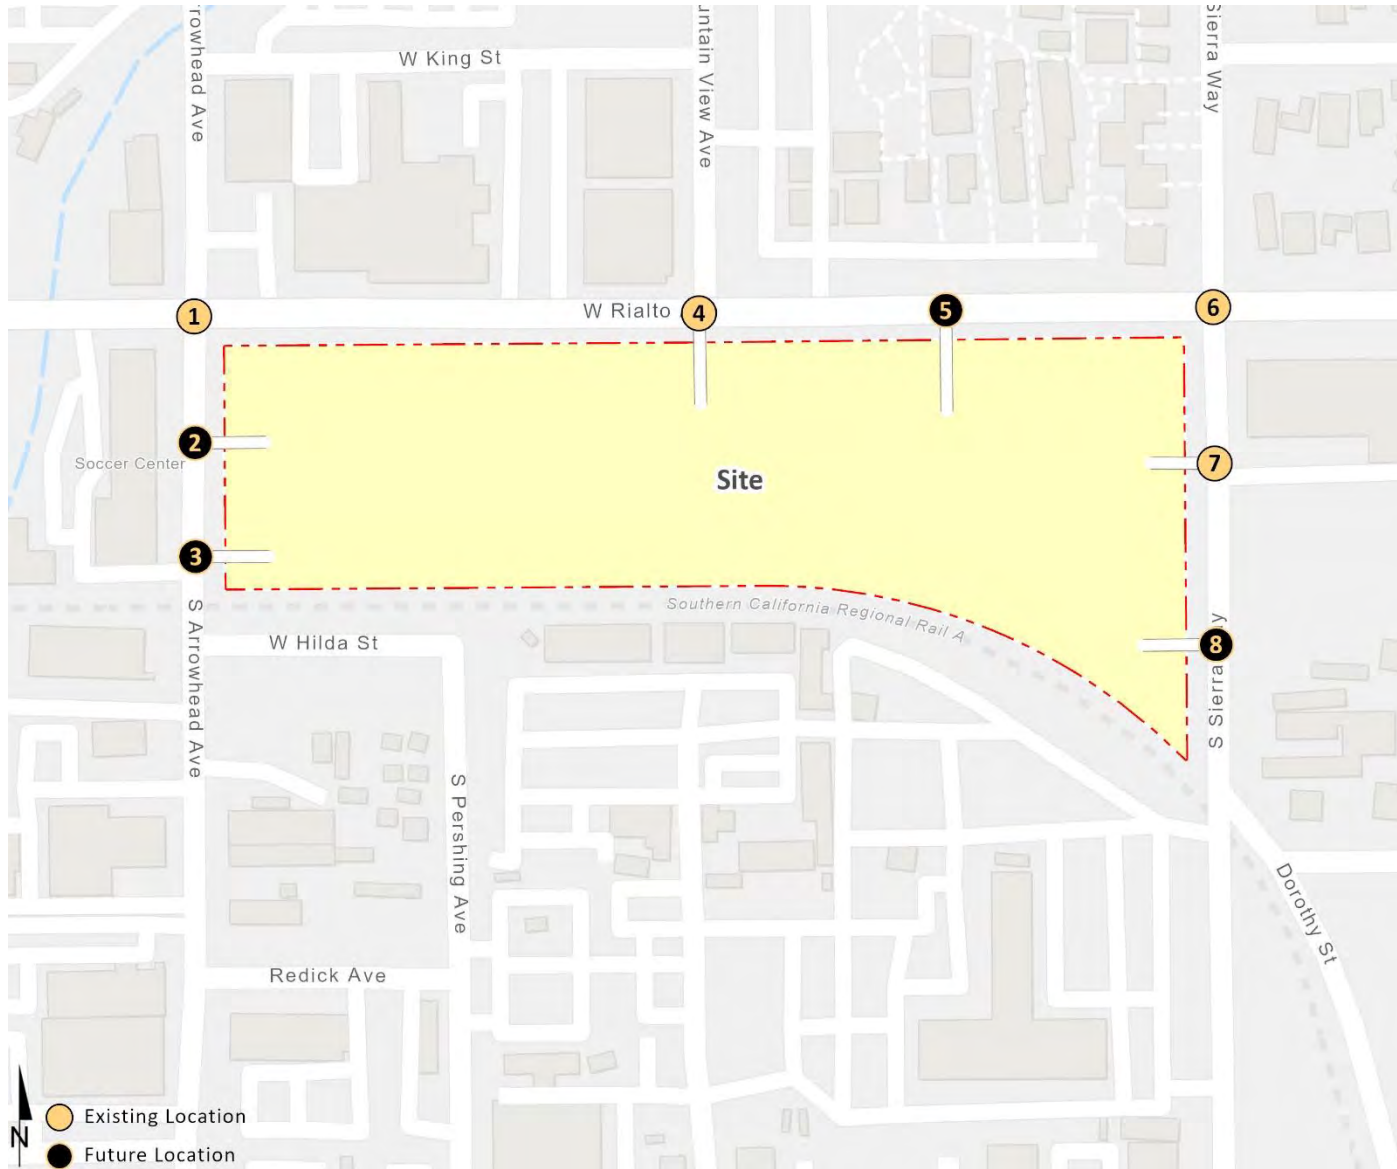 rrowhead Ave
W King St
untain View Ave
Sierra Way
1
W Rialto
4
5
6
2
Soccer Center
7
Site
3
S Arrowhead Ave
Southern California Regional Rail A
W Hilda St
8
S Sierra
y
S Pershing Ave
Dorothy St
Redick Ave
N
Existing Location
Future Location